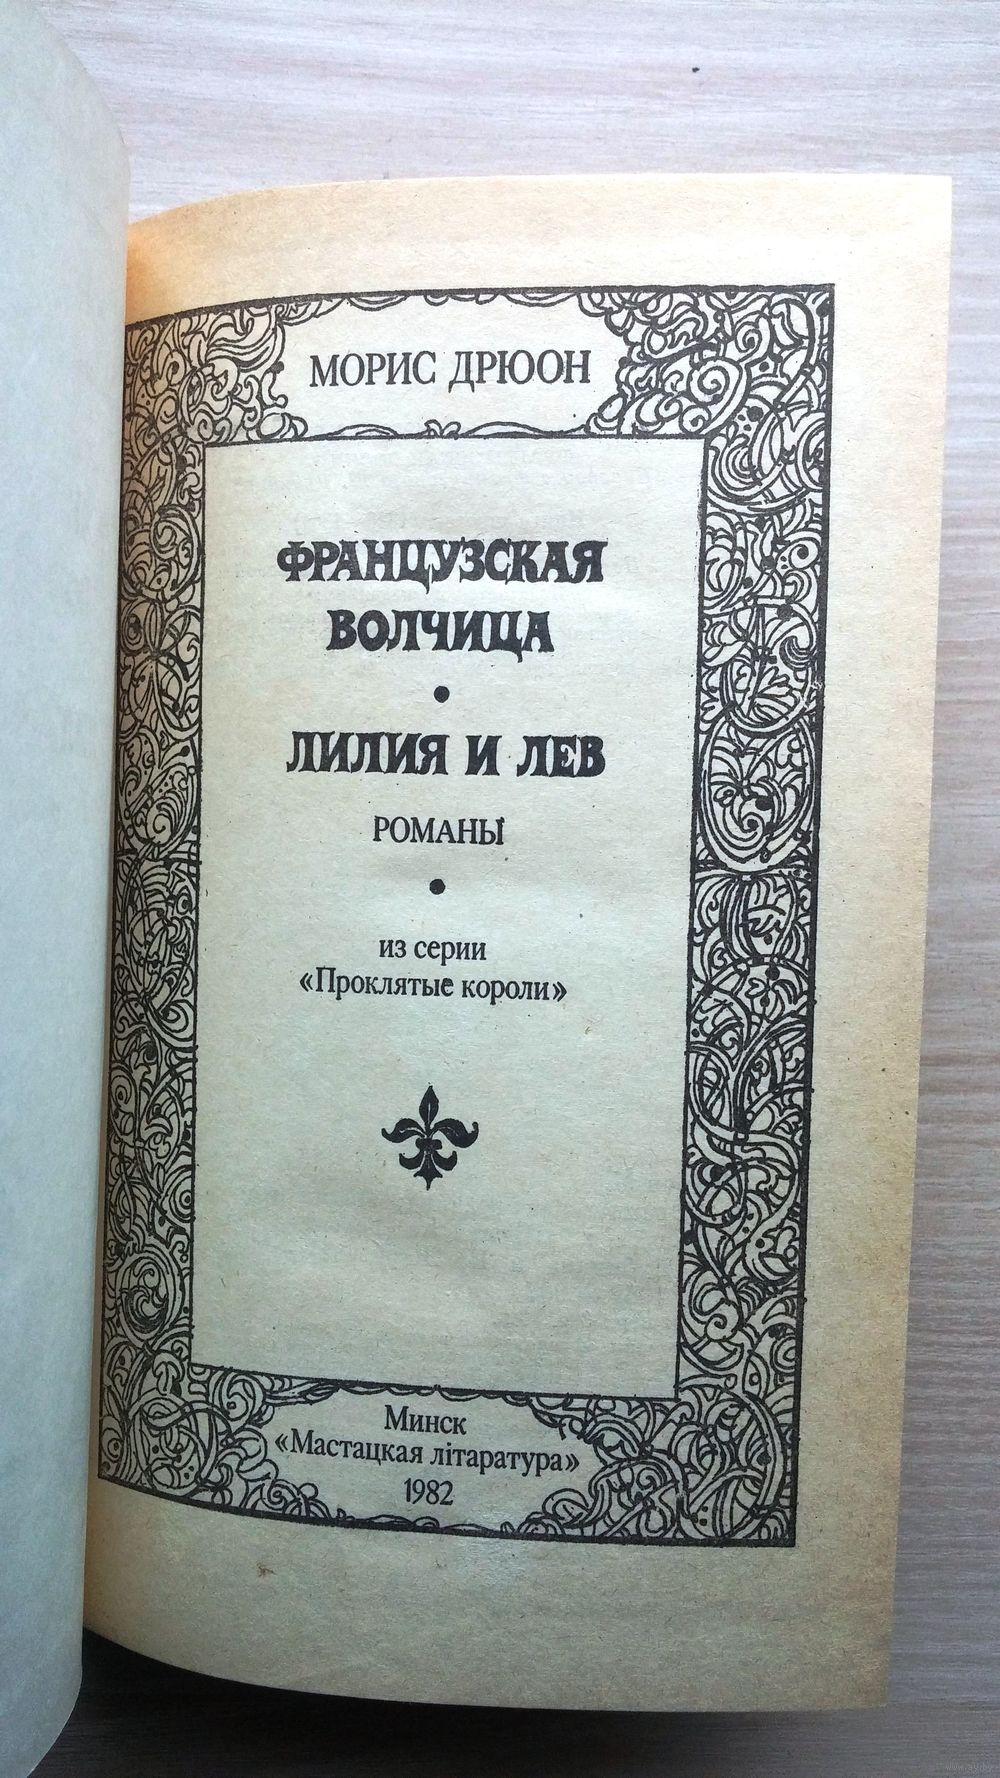 МОРИС ДРЮОН
ФРАНЦУЗСКАЯ
ВОЛЧИЦА
•
ЛИЛИЯ И ЛЕВ
РОМАНЫ
•
из серии
«Проклятые короли»
Минск
«Мастацкая літаратура»
1982